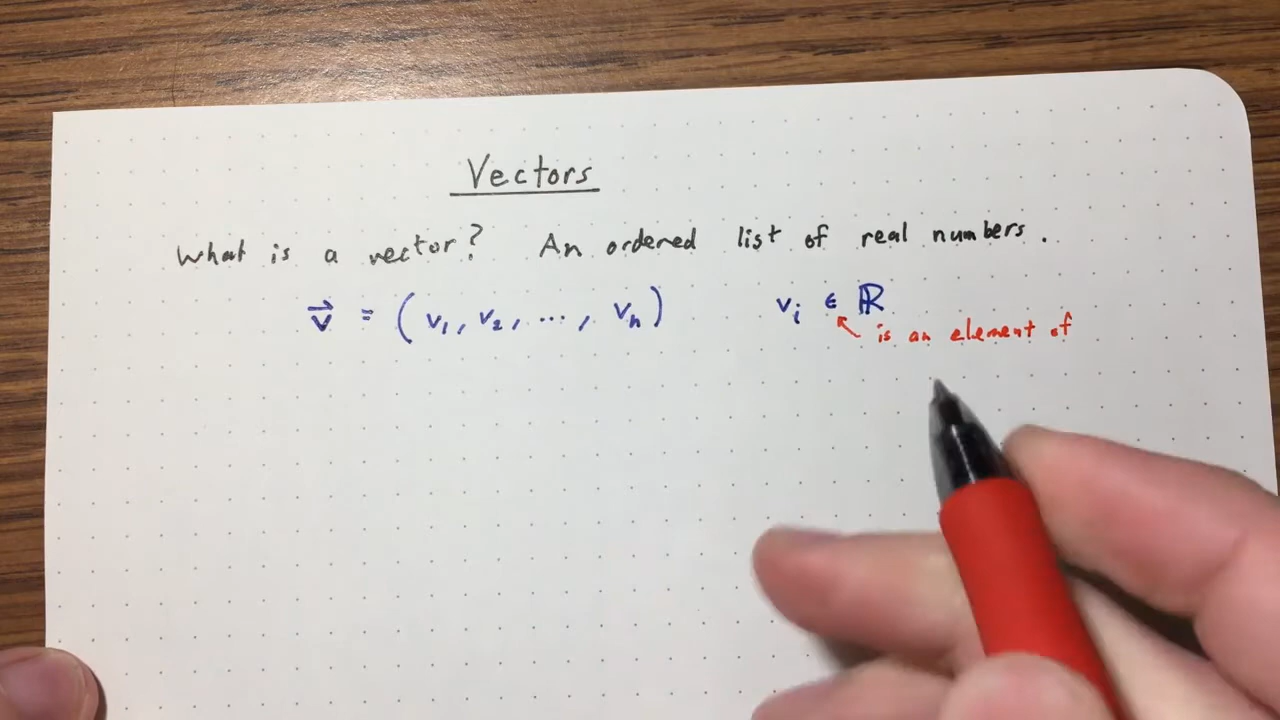 Vectors
What is a vector? An ordered list of real numbers.
v⃗ = (v₁, v₂, ..., vₙ) vᵢ ∈ ℝ
is an element of